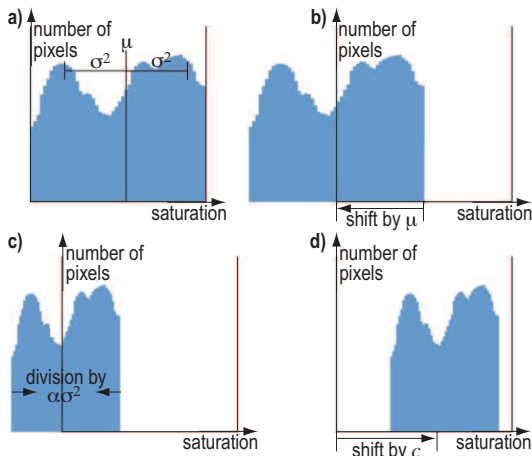 a)
number of
pixels
μ
σ²
σ²
saturation
b)
number of
pixels
shift by μ
saturation
c)
number of
pixels
division by
ασ²
saturation
d)
number of
pixels
shift by c
saturation